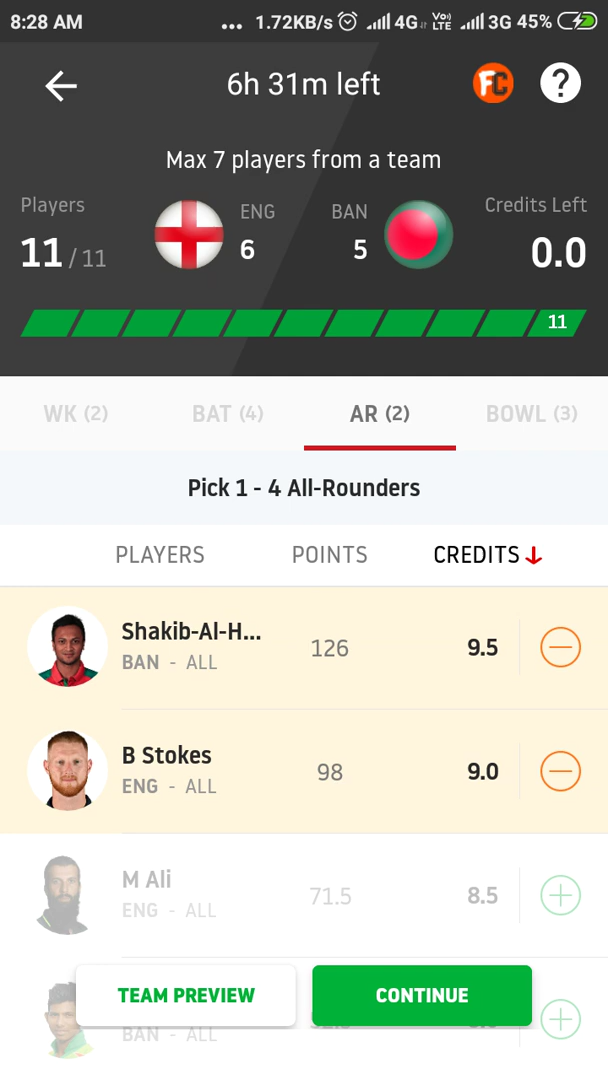 8:28 AM ... 1.72KB/s 4G Vo) LTE 3G 45%
6h 31m left FC ?
Max 7 players from a team
Players ENG BAN Credits Left
11 / 11 6 5 0.0
11
WK (2) BAT (4) AR (2) BOWL (3)
Pick 1 - 4 All-Rounders
PLAYERS POINTS CREDITS
Shakib-Al-H...
BAN - ALL 126 9.5
B Stokes
ENG - ALL 98 9.0
M Ali
ENG - ALL 71.5 8.5
TEAM PREVIEW CONTINUE
BAN - ALL